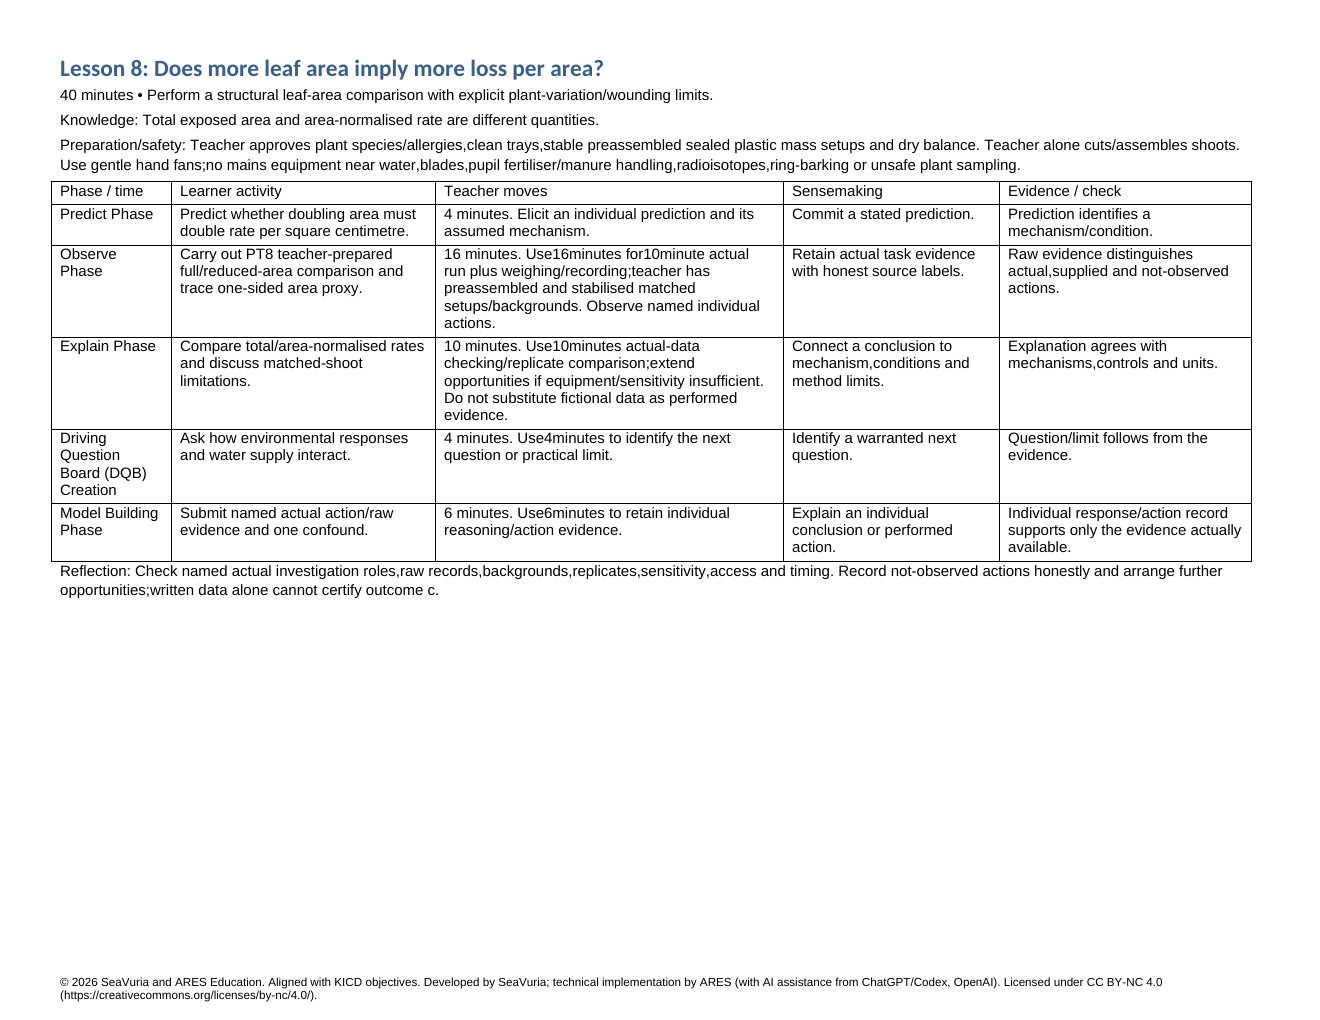 Lesson 8: Does more leaf area imply more loss per area?
40 minutes • Perform a structural leaf-area comparison with explicit plant-variation/wounding limits.
Knowledge: Total exposed area and area-normalised rate are different quantities.
Preparation/safety: Teacher approves plant species/allergies,clean trays,stable preassembled sealed plastic mass setups and dry balance. Teacher alone cuts/assembles shoots.
Use gentle hand fans;no mains equipment near water,blades,pupil fertiliser/manure handling,radioisotopes,ring-barking or unsafe plant sampling.
Phase / time
Learner activity
Teacher moves
Sensemaking
Evidence / check
Predict Phase
Predict whether doubling area must
double rate per square centimetre.
4 minutes. Elicit an individual prediction and its
assumed mechanism.
Commit a stated prediction.
Prediction identifies a
mechanism/condition.
Observe
Phase
Carry out PT8 teacher-prepared
full/reduced-area comparison and
trace one-sided area proxy.
16 minutes. Use16minutes for10minute actual
run plus weighing/recording;teacher has
preassembled and stabilised matched
setups/backgrounds. Observe named individual
actions.
Retain actual task evidence
with honest source labels.
Raw evidence distinguishes
actual,supplied and not-observed
actions.
Explain Phase
Compare total/area-normalised rates
and discuss matched-shoot
limitations.
10 minutes. Use10minutes actual-data
checking/replicate comparison;extend
opportunities if equipment/sensitivity insufficient.
Do not substitute fictional data as performed
evidence.
Connect a conclusion to
mechanism,conditions and
method limits.
Explanation agrees with
mechanisms,controls and units.
Driving
Question
Board (DQB)
Creation
Ask how environmental responses
and water supply interact.
4 minutes. Use4minutes to identify the next
question or practical limit.
Identify a warranted next
question.
Question/limit follows from the
evidence.
Model Building
Phase
Submit named actual action/raw
evidence and one confound.
6 minutes. Use6minutes to retain individual
reasoning/action evidence.
Explain an individual
conclusion or performed
action.
Individual response/action record
supports only the evidence actually
available.
Reflection: Check named actual investigation roles,raw records,backgrounds,replicates,sensitivity,access and timing. Record not-observed actions honestly and arrange further
opportunities;written data alone cannot certify outcome c.
© 2026 SeaVuria and ARES Education. Aligned with KICD objectives. Developed by SeaVuria; technical implementation by ARES (with AI assistance from ChatGPT/Codex, OpenAI). Licensed under CC BY-NC 4.0
(https://creativecommons.org/licenses/by-nc/4.0/).